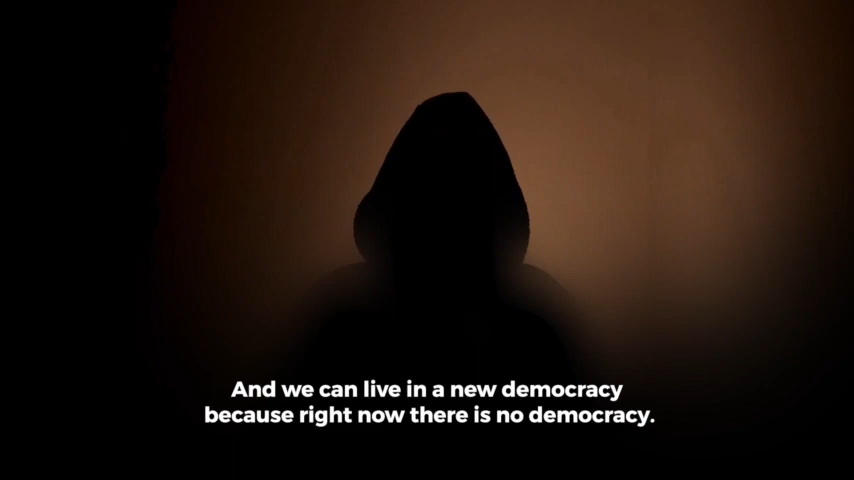 And we can live in a new democracy
because right now there is no democracy.